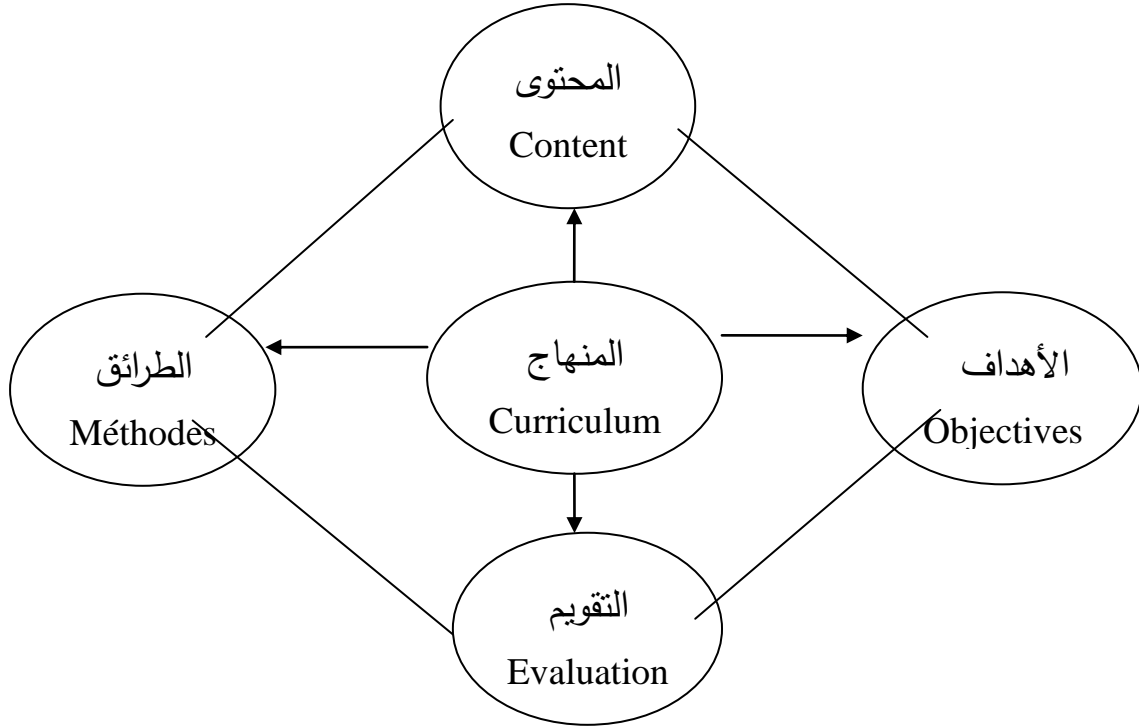 المحتوى
Content
الطرائق
Méthodes
المنهاج
Curriculum
الأهداف
Objectives
التقويم
Evaluation